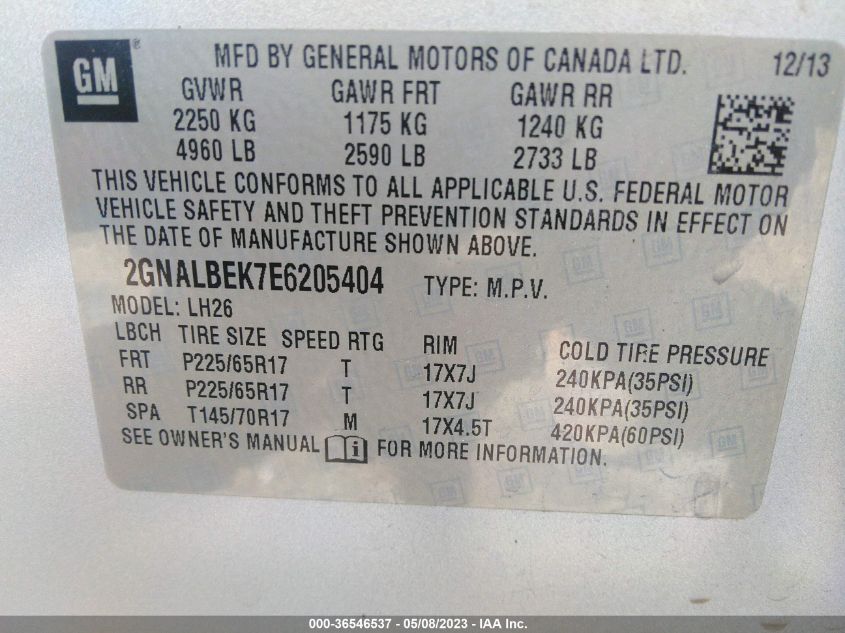 GM ® MFD BY GENERAL MOTORS OF CANADA LTD. 12/13
GVWR GAWR FRT GAWR RR
2250 KG 1175 KG 1240 KG
4960 LB 2590 LB 2733 LB
THIS VEHICLE CONFORMS TO ALL APPLICABLE U.S. FEDERAL MOTOR
VEHICLE SAFETY AND THEFT PREVENTION STANDARDS IN EFFECT ON
THE DATE OF MANUFACTURE SHOWN ABOVE.
2GNALBEK7E6205404 TYPE: M.P.V.
MODEL: LH26
LBCH TIRE SIZE SPEED RTG RIM COLD TIRE PRESSURE
FRT P225/65R17 T 17X7J 240KPA(35PSI)
RR P225/65R17 T 17X7J 240KPA(35PSI)
SPA T145/70R17 M 17X4.5T 420KPA(60PSI)
SEE OWNER'S MANUAL i FOR MORE INFORMATION.
000-36546537 - 05/08/2023 - IAA Inc.